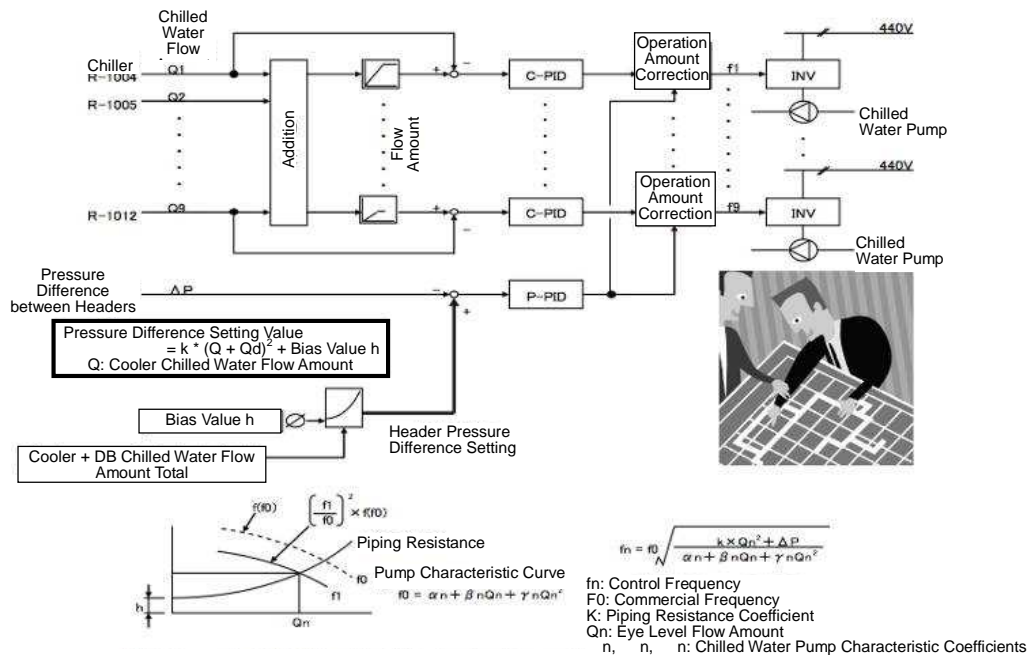 Chilled
Water
Flow
Chiller
R-1004
Q1
R-1005
Q2
R-1012
Q9
Addition
Flow
Amount
+
-
C-PID
C-PID
Operation
Amount
Correction
Operation
Amount
Correction
f1
f9
INV
440V
Chilled
Water Pump
INV
440V
Chilled
Water Pump
+
-
Pressure
Difference
between Headers
ΔP
-
+
P-PID
Pressure Difference Setting Value
= k * (Q + Qd)² + Bias Value h
Q: Cooler Chilled Water Flow Amount
Bias Value h
Header Pressure
Difference Setting
Cooler + DB Chilled Water Flow
Amount Total
f(f0)
(f1/f0)² × f(f0)
Piping Resistance
f0
Pump Characteristic Curve
f1
f0 = αn + βnQn + γnQn²
h
Qn
fn = f0 √((k × Qn² + ΔP) / (αn + βnQn + γnQn²))
fn: Control Frequency
F0: Commercial Frequency
K: Piping Resistance Coefficient
Qn: Eye Level Flow Amount
n, n, n: Chilled Water Pump Characteristic Coefficients